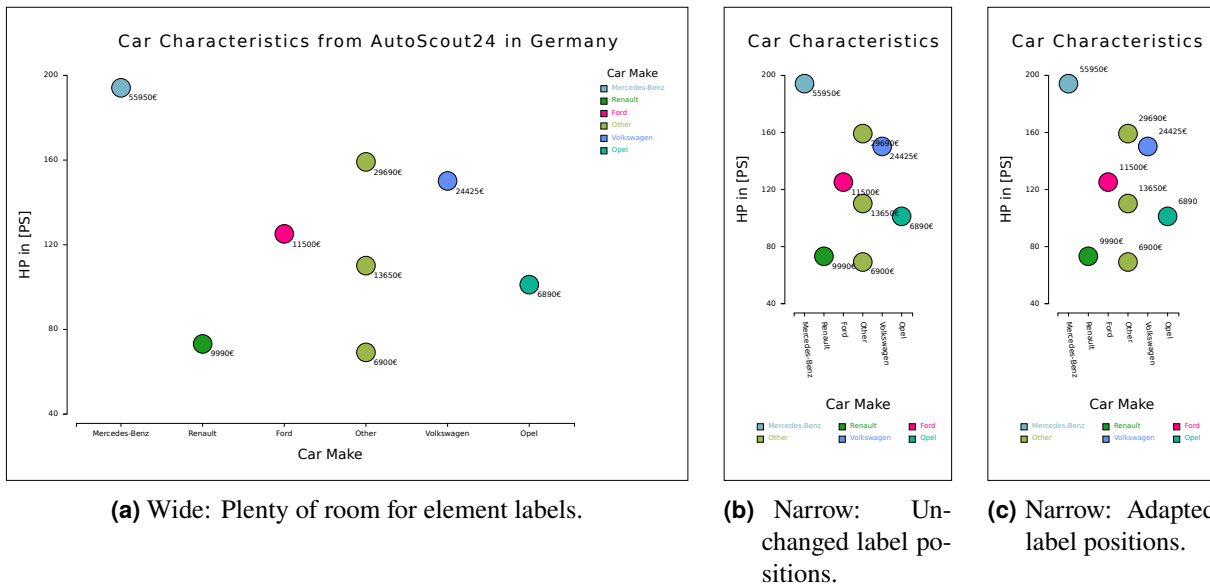 Car Characteristics from AutoScout24 in Germany
HP in [PS]
200
160
120
80
40
55950€
9990€
11500€
29690€
13650€
6900€
24425€
6890€
Car Make
Mercedes-Benz
Renault
Ford
Other
Volkswagen
Opel
Mercedes-Benz
Renault
Ford
Other
Volkswagen
Opel
Car Make
(a) Wide: Plenty of room for element labels.
Car Characteristics
HP in [PS]
200
160
120
80
40
55950€
29690€
24425€
11500€
13650€
6890€
9990€
6900€
Mercedes-Benz
Renault
Ford
Other
Volkswagen
Opel
Car Make
Mercedes-Benz
Renault
Ford
Other
Volkswagen
Opel
(b) Narrow: Un-
changed label po-
sitions.
Car Characteristics
HP in [PS]
200
160
120
80
40
55950€
29690€
24425€
11500€
13650€
6890
9990€
6900€
Mercedes-Benz
Renault
Ford
Other
Volkswagen
Opel
Car Make
Mercedes-Benz
Renault
Ford
Other
Volkswagen
Opel
(c) Narrow: Adapted
label positions.